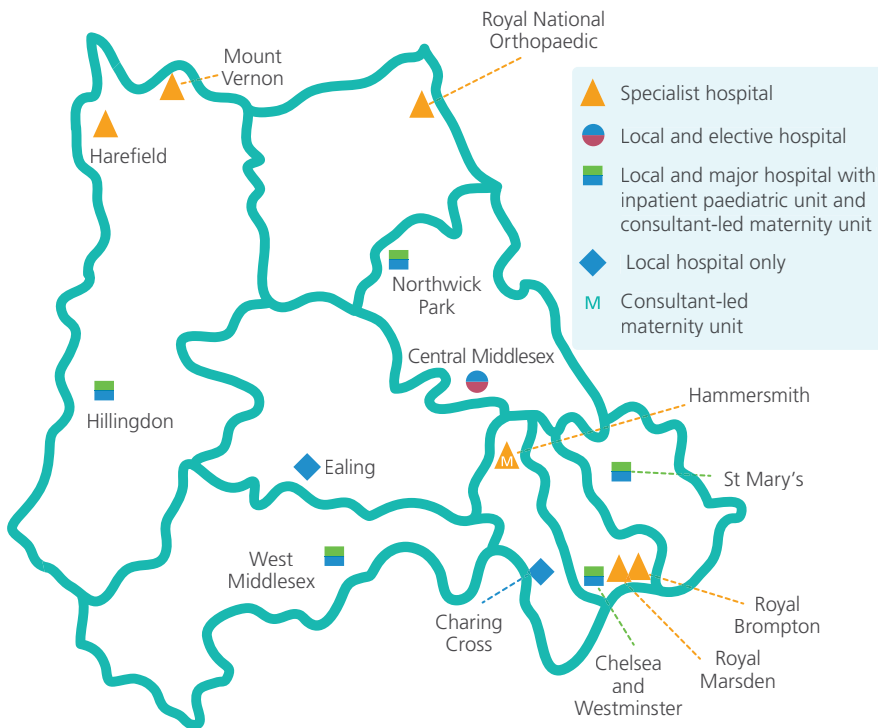 Royal National
Orthopaedic
Mount
Vernon
Harefield
Specialist hospital
Local and elective hospital
Local and major hospital with
inpatient paediatric unit and
consultant-led maternity unit
Local hospital only
M Consultant-led
maternity unit
Northwick
Park
Central Middlesex
Hammersmith
Hillingdon
M
Ealing
St Mary's
West
Middlesex
Charing
Cross
Royal
Brompton
Royal
Marsden
Chelsea
and
Westminster